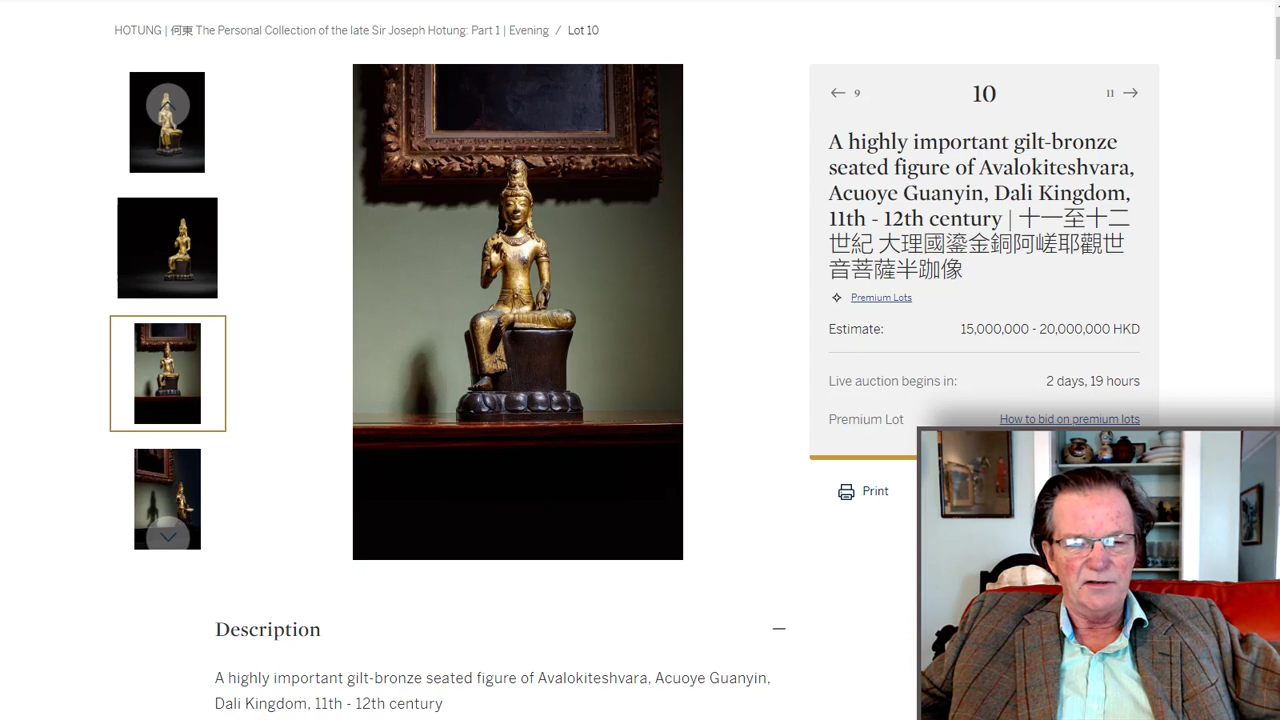 HOTUNG | 何東 The Personal Collection of the late Sir Joseph Hotung: Part 1 | Evening / Lot 10
9
10
11
A highly important gilt-bronze
seated figure of Avalokiteshvara,
Acuoye Guanyin, Dali Kingdom,
11th - 12th century | 十一至十二
世紀 大理國鎏金銅阿嵯耶觀世
音菩薩半跏像
Premium Lots
Estimate: 15,000,000 - 20,000,000 HKD
Live auction begins in: 2 days, 19 hours
Premium Lot How to bid on premium lots
Print
Description
A highly important gilt-bronze seated figure of Avalokiteshvara, Acuoye Guanyin,
Dali Kingdom, 11th - 12th century